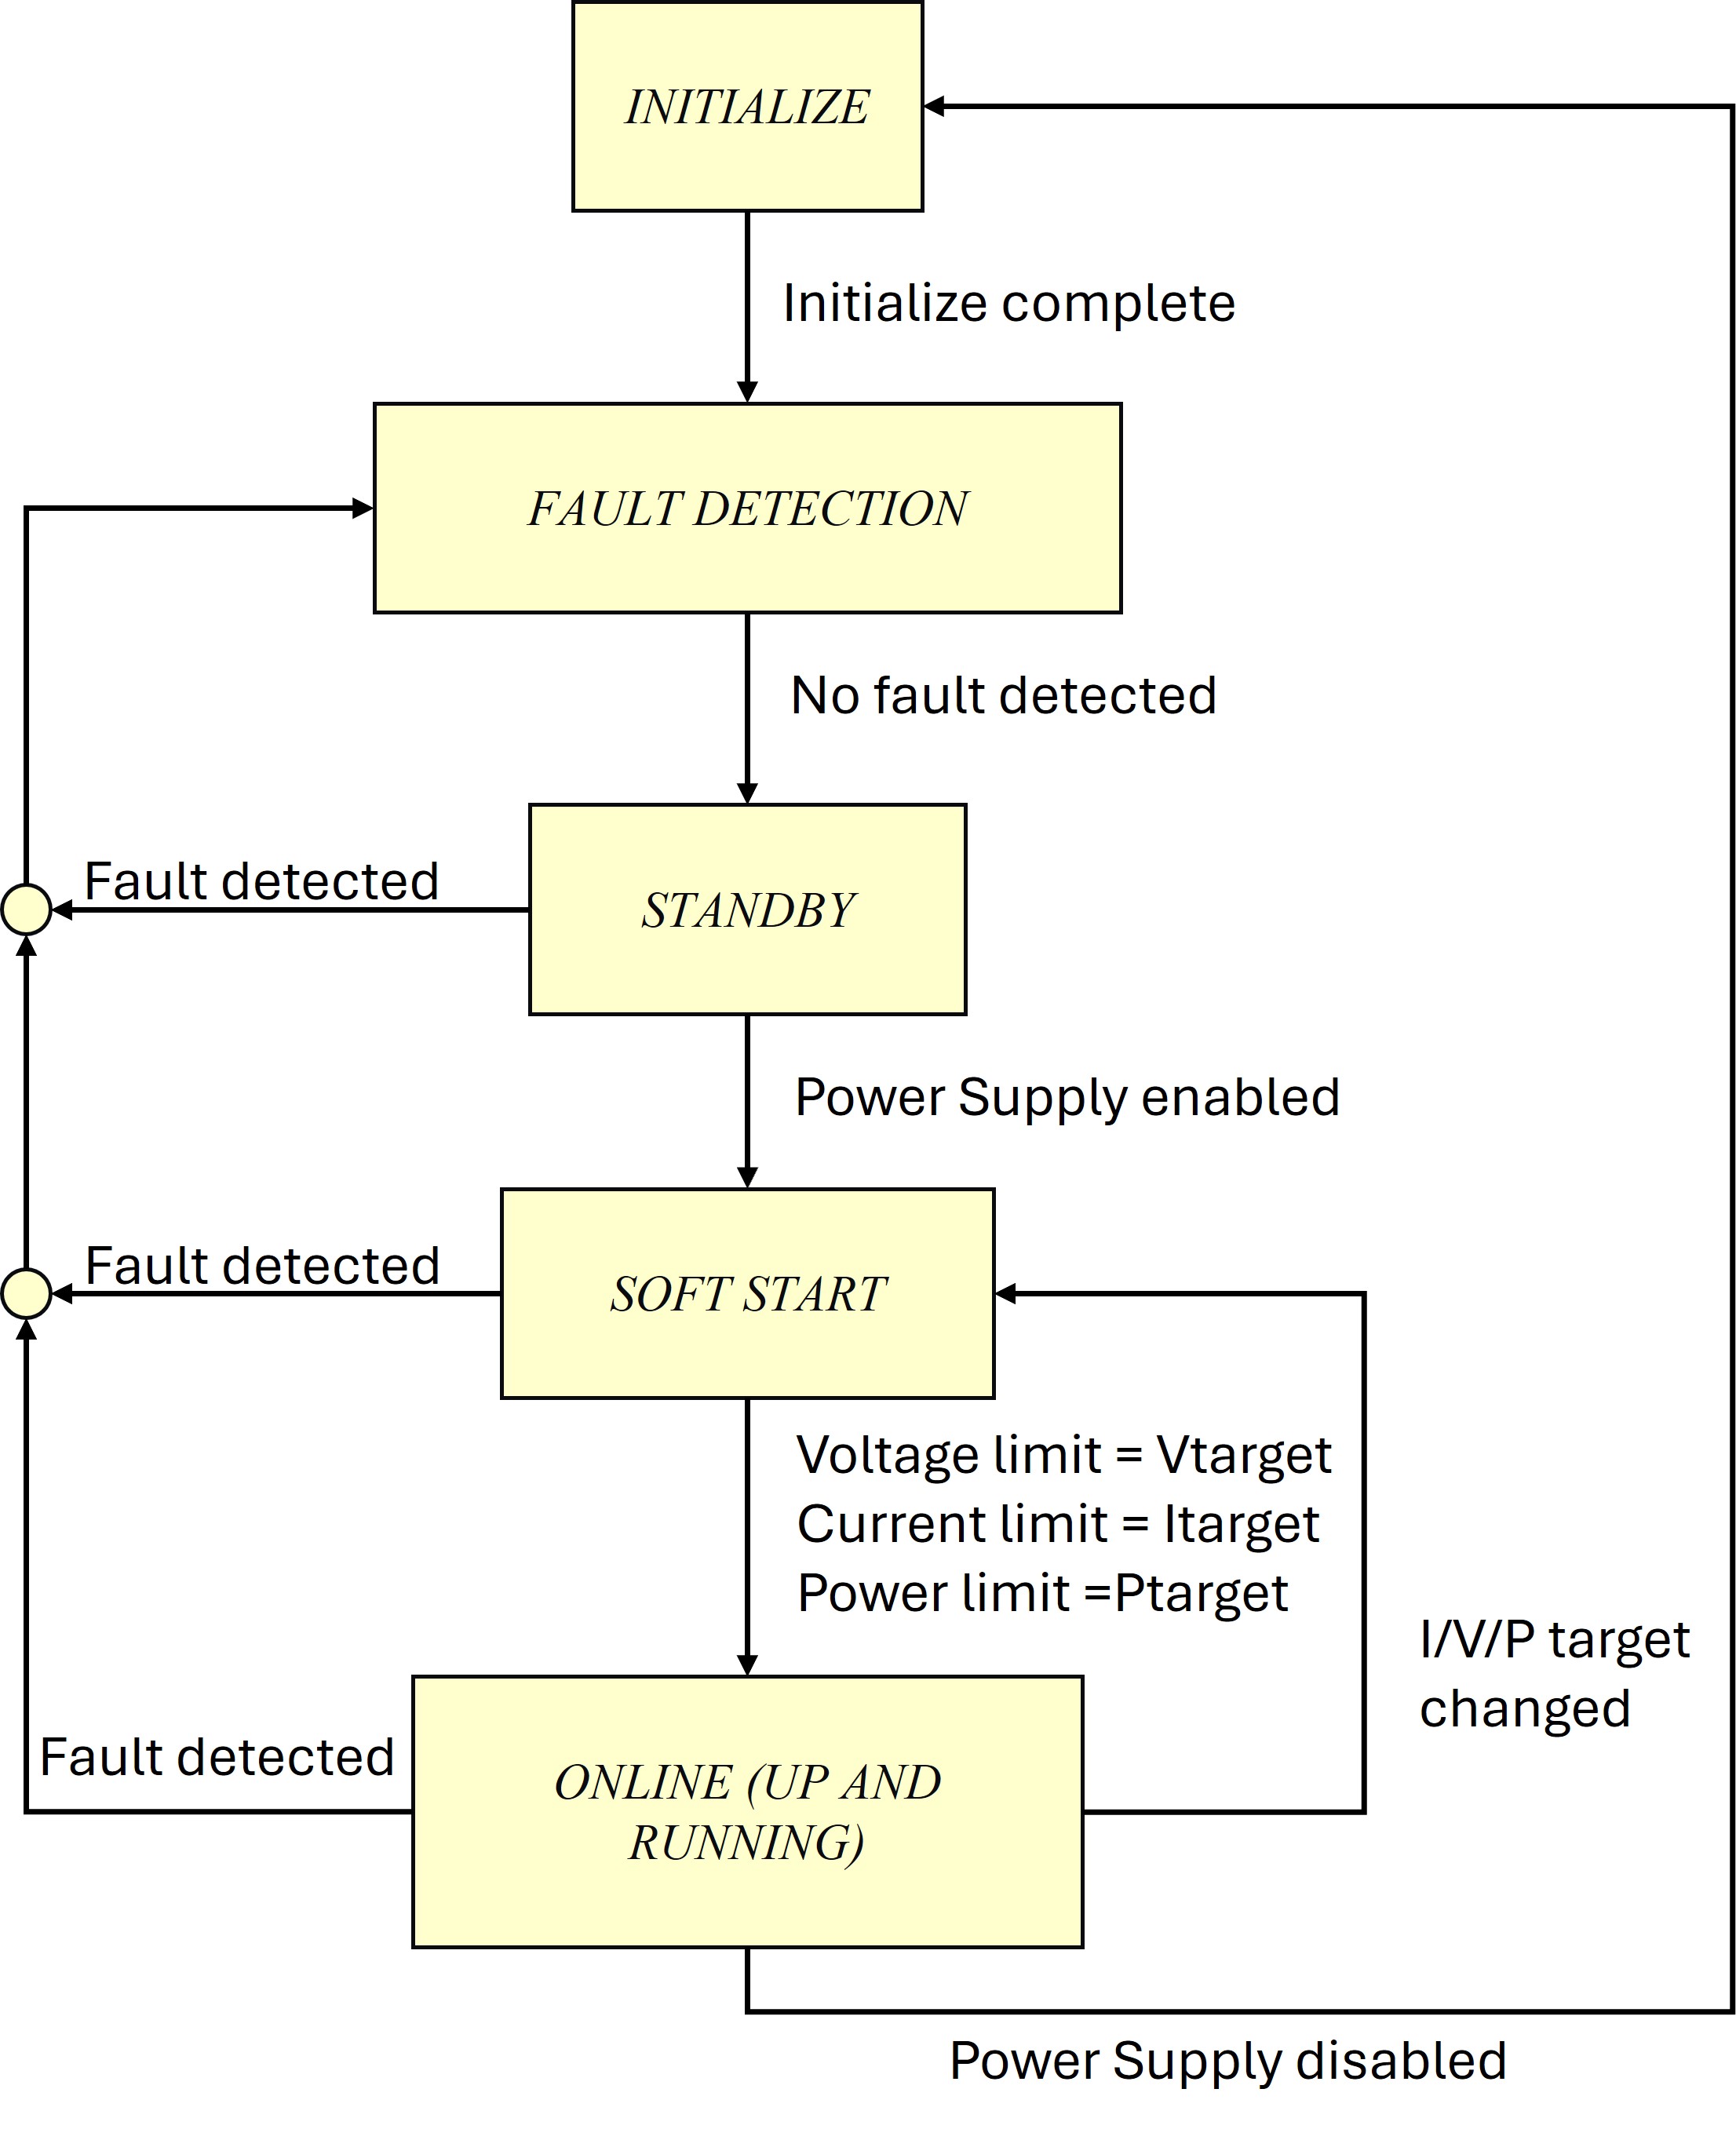 INITIALIZE
Initialize complete
FAULT DETECTION
No fault detected
Fault detected
STANDBY
Power Supply enabled
Fault detected
SOFT START
Voltage limit = Vtarget
Current limit = Itarget
Power limit =Ptarget
I/V/P target
changed
Fault detected
ONLINE (UP AND
RUNNING)
Power Supply disabled